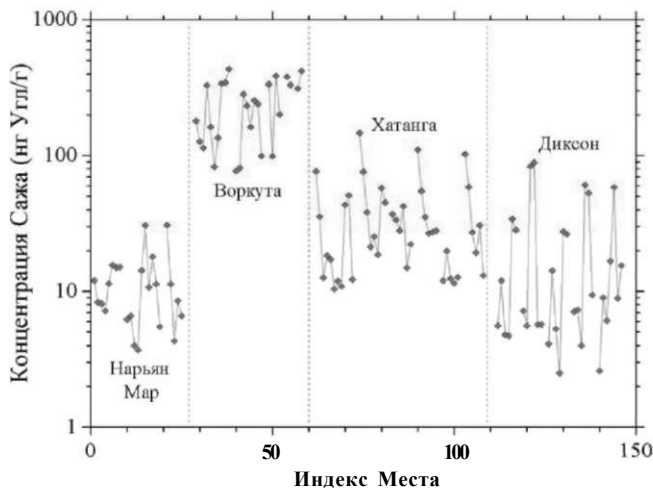 Концентрация Сажа (нг Угл/г)
1000
100
10
1
Хатанга
Диксон
Воркута
Нарьян
Мар
0
50
100
150
Индекс Места